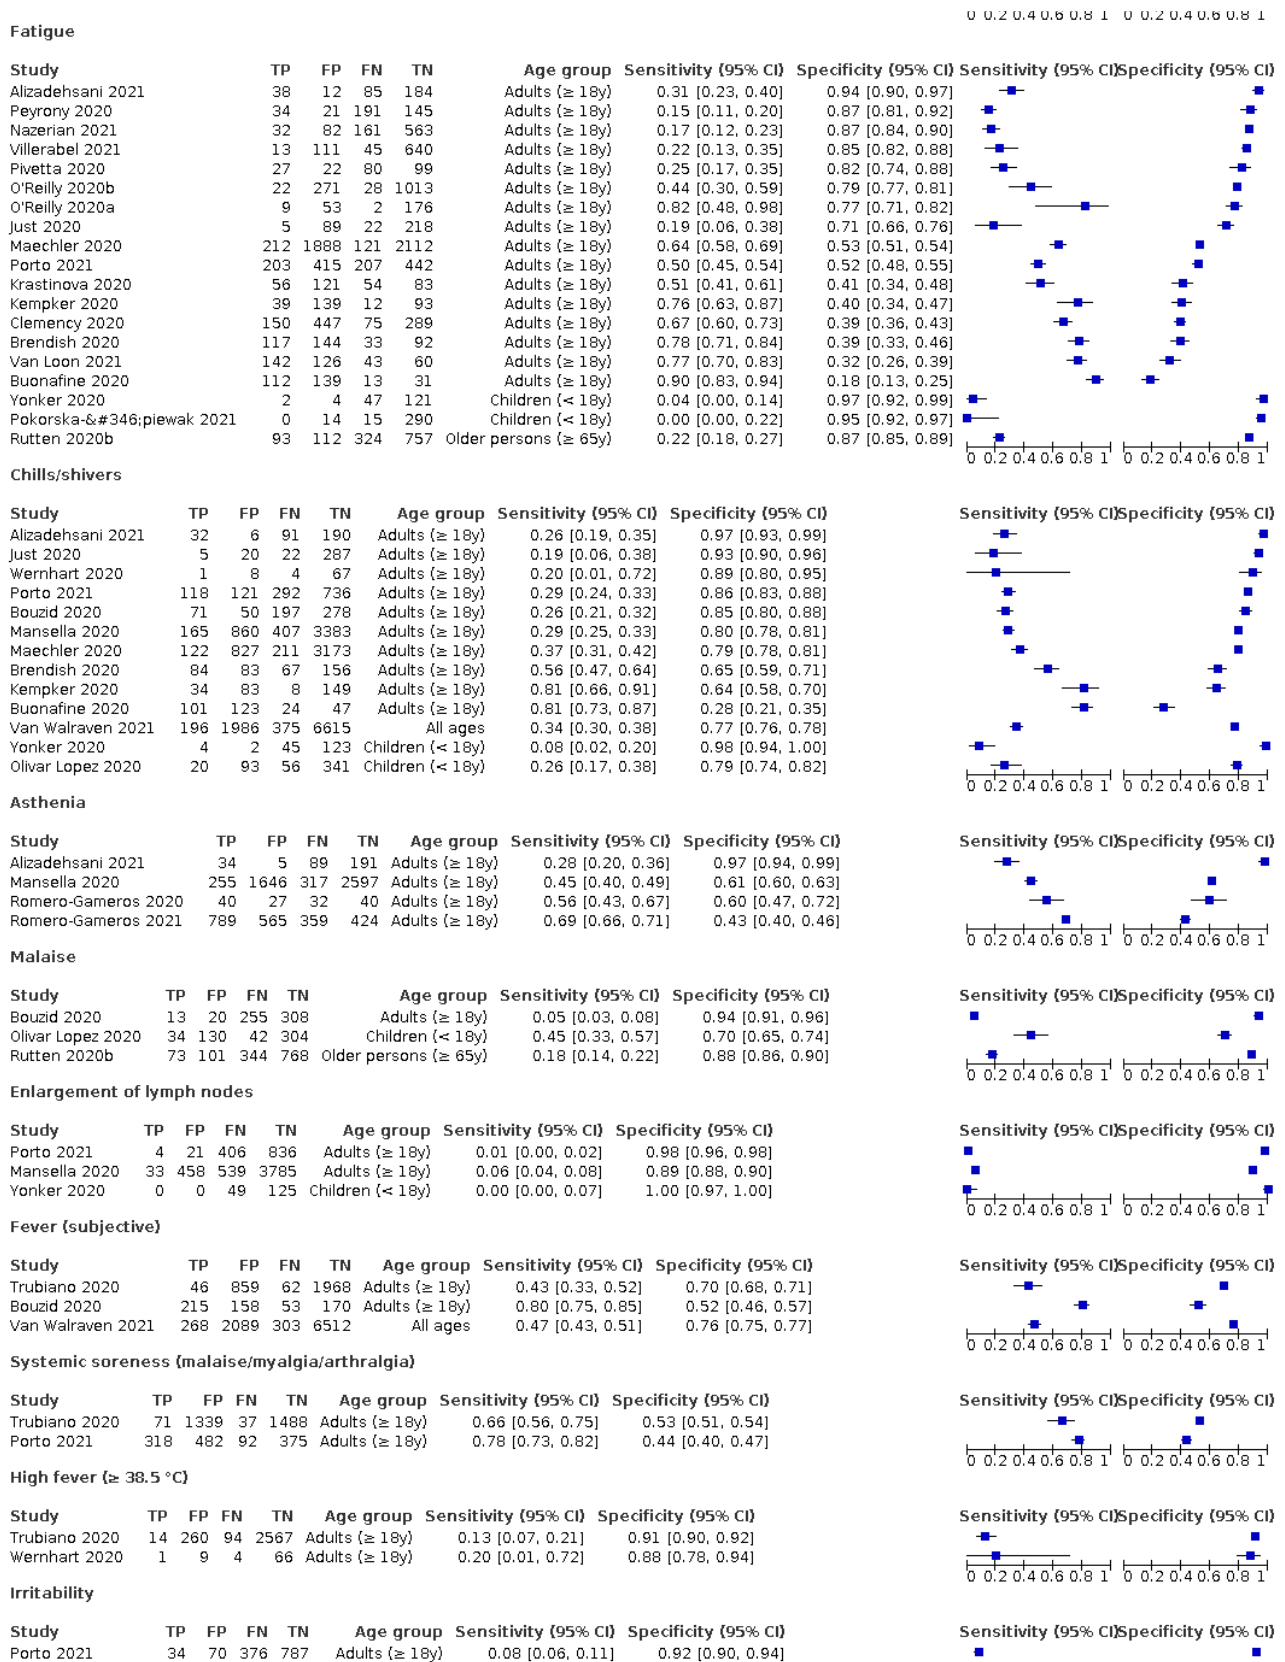 0 0.2 0.4 0.6 0.8 1 0 0.2 0.4 0.6 0.8 1
Fatigue
Study TP FP FN TN Age group Sensitivity (95% CI) Specificity (95% CI) Sensitivity (95% CI)Specificity (95% CI)
Alizadehsani 2021 38 12 85 184 Adults (≥ 18y) 0.31 [0.23, 0.40] 0.94 [0.90, 0.97]
Peyrony 2020 34 21 191 145 Adults (≥ 18y) 0.15 [0.11, 0.20] 0.87 [0.81, 0.92]
Nazerian 2021 32 82 161 563 Adults (≥ 18y) 0.17 [0.12, 0.23] 0.87 [0.84, 0.90]
Villerabel 2021 13 111 45 640 Adults (≥ 18y) 0.22 [0.13, 0.35] 0.85 [0.82, 0.88]
Pivetta 2020 27 22 80 99 Adults (≥ 18y) 0.25 [0.17, 0.35] 0.82 [0.74, 0.88]
O'Reilly 2020b 22 271 28 1013 Adults (≥ 18y) 0.44 [0.30, 0.59] 0.79 [0.77, 0.81]
O'Reilly 2020a 9 53 2 176 Adults (≥ 18y) 0.82 [0.48, 0.98] 0.77 [0.71, 0.82]
Just 2020 5 89 22 218 Adults (≥ 18y) 0.19 [0.06, 0.38] 0.71 [0.66, 0.76]
Maechler 2020 212 1888 121 2112 Adults (≥ 18y) 0.64 [0.58, 0.69] 0.53 [0.51, 0.54]
Porto 2021 203 415 207 442 Adults (≥ 18y) 0.50 [0.45, 0.54] 0.52 [0.48, 0.55]
Krastinova 2020 56 121 54 83 Adults (≥ 18y) 0.51 [0.41, 0.61] 0.41 [0.34, 0.48]
Kempker 2020 39 139 12 93 Adults (≥ 18y) 0.76 [0.63, 0.87] 0.40 [0.34, 0.47]
Clemency 2020 150 447 75 289 Adults (≥ 18y) 0.67 [0.60, 0.73] 0.39 [0.36, 0.43]
Brendish 2020 117 144 33 92 Adults (≥ 18y) 0.78 [0.71, 0.84] 0.39 [0.33, 0.46]
Van Loon 2021 142 126 43 60 Adults (≥ 18y) 0.77 [0.70, 0.83] 0.32 [0.26, 0.39]
Buonafine 2020 112 139 13 31 Adults (≥ 18y) 0.90 [0.83, 0.94] 0.18 [0.13, 0.25]
Yonker 2020 2 4 47 121 Children (< 18y) 0.04 [0.00, 0.14] 0.97 [0.92, 0.99]
Pokorska-&#346;piewak 2021 0 14 15 290 Children (< 18y) 0.00 [0.00, 0.22] 0.95 [0.92, 0.97]
Rutten 2020b 93 112 324 757 Older persons (≥ 65y) 0.22 [0.18, 0.27] 0.87 [0.85, 0.89]
0 0.2 0.4 0.6 0.8 1 0 0.2 0.4 0.6 0.8 1
Chills/shivers
Study TP FP FN TN Age group Sensitivity (95% CI) Specificity (95% CI) Sensitivity (95% CI)Specificity (95% CI)
Alizadehsani 2021 32 6 91 190 Adults (≥ 18y) 0.26 [0.19, 0.35] 0.97 [0.93, 0.99]
Just 2020 5 20 22 287 Adults (≥ 18y) 0.19 [0.06, 0.38] 0.93 [0.90, 0.96]
Wernhart 2020 1 8 4 67 Adults (≥ 18y) 0.20 [0.01, 0.72] 0.89 [0.80, 0.95]
Porto 2021 118 121 292 736 Adults (≥ 18y) 0.29 [0.24, 0.33] 0.86 [0.83, 0.88]
Bouzid 2020 71 50 197 278 Adults (≥ 18y) 0.26 [0.21, 0.32] 0.85 [0.80, 0.88]
Mansella 2020 165 860 407 3383 Adults (≥ 18y) 0.29 [0.25, 0.33] 0.80 [0.78, 0.81]
Maechler 2020 122 827 211 3173 Adults (≥ 18y) 0.37 [0.31, 0.42] 0.79 [0.78, 0.81]
Brendish 2020 84 83 67 156 Adults (≥ 18y) 0.56 [0.47, 0.64] 0.65 [0.59, 0.71]
Kempker 2020 34 83 8 149 Adults (≥ 18y) 0.81 [0.66, 0.91] 0.64 [0.58, 0.70]
Buonafine 2020 101 123 24 47 Adults (≥ 18y) 0.81 [0.73, 0.87] 0.28 [0.21, 0.35]
Van Walraven 2021 196 1986 375 6615 All ages 0.34 [0.30, 0.38] 0.77 [0.76, 0.78]
Yonker 2020 4 2 45 123 Children (< 18y) 0.08 [0.02, 0.20] 0.98 [0.94, 1.00]
Olivar Lopez 2020 20 93 56 341 Children (< 18y) 0.26 [0.17, 0.38] 0.79 [0.74, 0.82]
0 0.2 0.4 0.6 0.8 1 0 0.2 0.4 0.6 0.8 1
Asthenia
Study TP FP FN TN Age group Sensitivity (95% CI) Specificity (95% CI) Sensitivity (95% CI)Specificity (95% CI)
Alizadehsani 2021 34 5 89 191 Adults (≥ 18y) 0.28 [0.20, 0.36] 0.97 [0.94, 0.99]
Mansella 2020 255 1646 317 2597 Adults (≥ 18y) 0.45 [0.40, 0.49] 0.61 [0.60, 0.63]
Romero-Gameros 2020 40 27 32 40 Adults (≥ 18y) 0.56 [0.43, 0.67] 0.60 [0.47, 0.72]
Romero-Gameros 2021 789 565 359 424 Adults (≥ 18y) 0.69 [0.66, 0.71] 0.43 [0.40, 0.46]
0 0.2 0.4 0.6 0.8 1 0 0.2 0.4 0.6 0.8 1
Malaise
Study TP FP FN TN Age group Sensitivity (95% CI) Specificity (95% CI) Sensitivity (95% CI)Specificity (95% CI)
Bouzid 2020 13 20 255 308 Adults (≥ 18y) 0.05 [0.03, 0.08] 0.94 [0.91, 0.96]
Olivar Lopez 2020 34 130 42 304 Children (< 18y) 0.45 [0.33, 0.57] 0.70 [0.65, 0.74]
Rutten 2020b 73 101 344 768 Older persons (≥ 65y) 0.18 [0.14, 0.22] 0.88 [0.86, 0.90]
0 0.2 0.4 0.6 0.8 1 0 0.2 0.4 0.6 0.8 1
Enlargement of lymph nodes
Study TP FP FN TN Age group Sensitivity (95% CI) Specificity (95% CI) Sensitivity (95% CI)Specificity (95% CI)
Porto 2021 4 21 406 836 Adults (≥ 18y) 0.01 [0.00, 0.02] 0.98 [0.96, 0.98]
Mansella 2020 33 458 539 3785 Adults (≥ 18y) 0.06 [0.04, 0.08] 0.89 [0.88, 0.90]
Yonker 2020 0 0 49 125 Children (< 18y) 0.00 [0.00, 0.07] 1.00 [0.97, 1.00]
0 0.2 0.4 0.6 0.8 1 0 0.2 0.4 0.6 0.8 1
Fever (subjective)
Study TP FP FN TN Age group Sensitivity (95% CI) Specificity (95% CI) Sensitivity (95% CI)Specificity (95% CI)
Trubiano 2020 46 859 62 1968 Adults (≥ 18y) 0.43 [0.33, 0.52] 0.70 [0.68, 0.71]
Bouzid 2020 215 158 53 170 Adults (≥ 18y) 0.80 [0.75, 0.85] 0.52 [0.46, 0.57]
Van Walraven 2021 268 2089 303 6512 All ages 0.47 [0.43, 0.51] 0.76 [0.75, 0.77]
0 0.2 0.4 0.6 0.8 1 0 0.2 0.4 0.6 0.8 1
Systemic soreness (malaise/myalgia/arthralgia)
Study TP FP FN TN Age group Sensitivity (95% CI) Specificity (95% CI) Sensitivity (95% CI)Specificity (95% CI)
Trubiano 2020 71 1339 37 1488 Adults (≥ 18y) 0.66 [0.56, 0.75] 0.53 [0.51, 0.54]
Porto 2021 318 482 92 375 Adults (≥ 18y) 0.78 [0.73, 0.82] 0.44 [0.40, 0.47]
0 0.2 0.4 0.6 0.8 1 0 0.2 0.4 0.6 0.8 1
High fever (≥ 38.5 °C)
Study TP FP FN TN Age group Sensitivity (95% CI) Specificity (95% CI) Sensitivity (95% CI)Specificity (95% CI)
Trubiano 2020 14 260 94 2567 Adults (≥ 18y) 0.13 [0.07, 0.21] 0.91 [0.90, 0.92]
Wernhart 2020 1 9 4 66 Adults (≥ 18y) 0.20 [0.01, 0.72] 0.88 [0.78, 0.94]
0 0.2 0.4 0.6 0.8 1 0 0.2 0.4 0.6 0.8 1
Irritability
Study TP FP FN TN Age group Sensitivity (95% CI) Specificity (95% CI) Sensitivity (95% CI)Specificity (95% CI)
Porto 2021 34 70 376 787 Adults (≥ 18y) 0.08 [0.06, 0.11] 0.92 [0.90, 0.94]